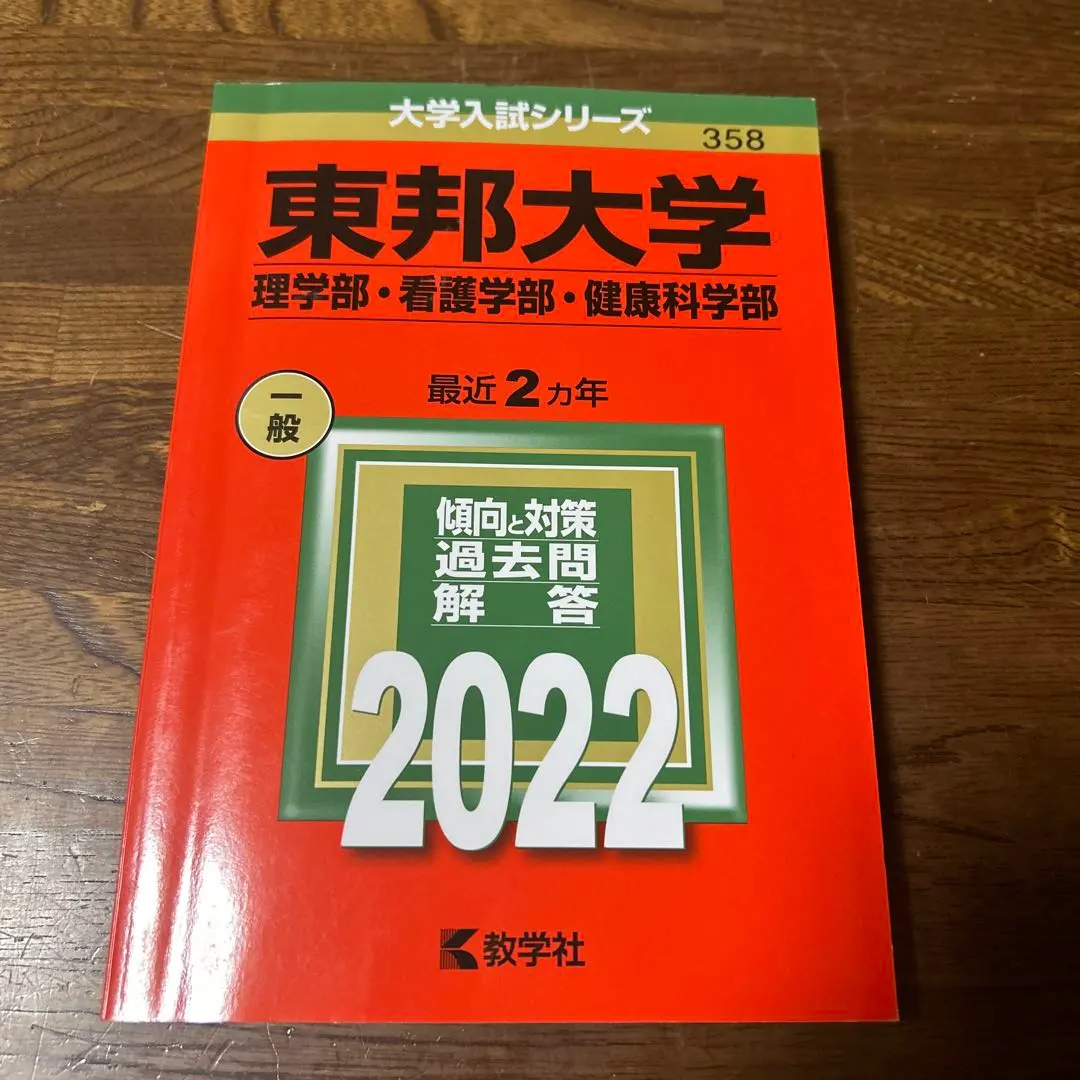 大学入試シリーズ
358
東邦大学
理学部・看護学部・健康科学部
最近2ヵ年
一
般
傾向と対策
過去問
解答
2022
教学社